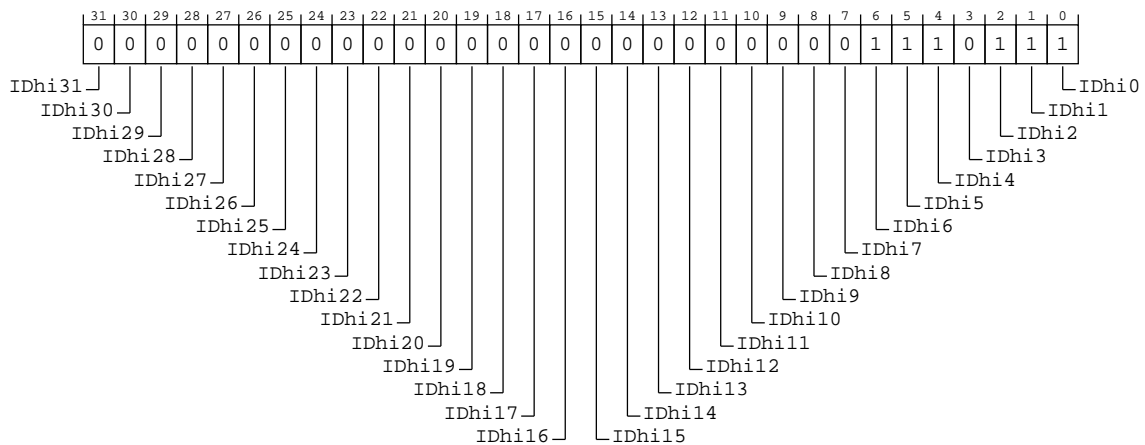 31 30 29 28 27 26 25 24 23 22 21 20 19 18 17 16 15 14 13 12 11 10 9 8 7 6 5 4 3 2 1 0
0 0 0 0 0 0 0 0 0 0 0 0 0 0 0 0 0 0 0 0 0 0 0 0 0 1 1 1 0 1 1 1
IDhi31 IDhi0
IDhi30 IDhi1
IDhi29 IDhi2
IDhi28 IDhi3
IDhi27 IDhi4
IDhi26 IDhi5
IDhi25 IDhi6
IDhi24 IDhi7
IDhi23 IDhi8
IDhi22 IDhi9
IDhi21 IDhi10
IDhi20 IDhi11
IDhi19 IDhi12
IDhi18 IDhi13
IDhi17 IDhi14
IDhi16 IDhi15